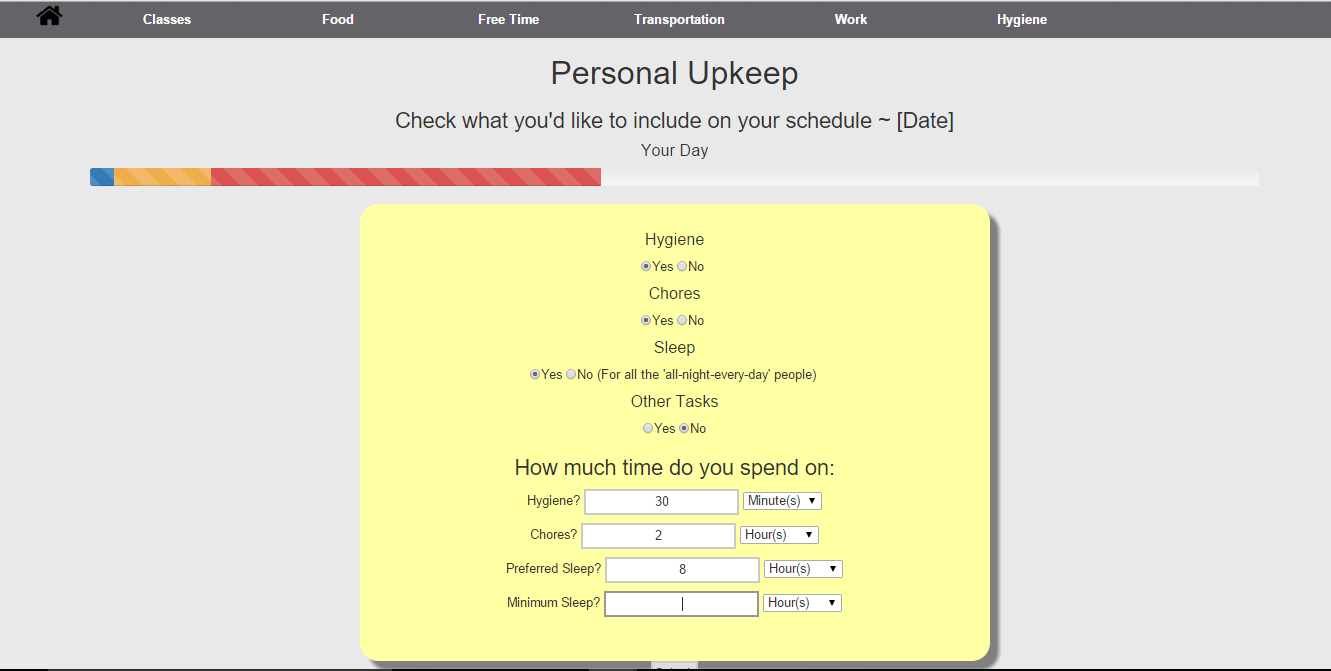 Classes Food Free Time Transportation Work Hygiene
Personal Upkeep
Check what you'd like to include on your schedule ~ [Date]
Your Day
Hygiene
Yes No
Chores
Yes No
Sleep
Yes No (For all the 'all-night-every-day' people)
Other Tasks
Yes No
How much time do you spend on:
Hygiene? 30 Minute(s)
Chores? 2 Hour(s)
Preferred Sleep? 8 Hour(s)
Minimum Sleep? Hour(s)